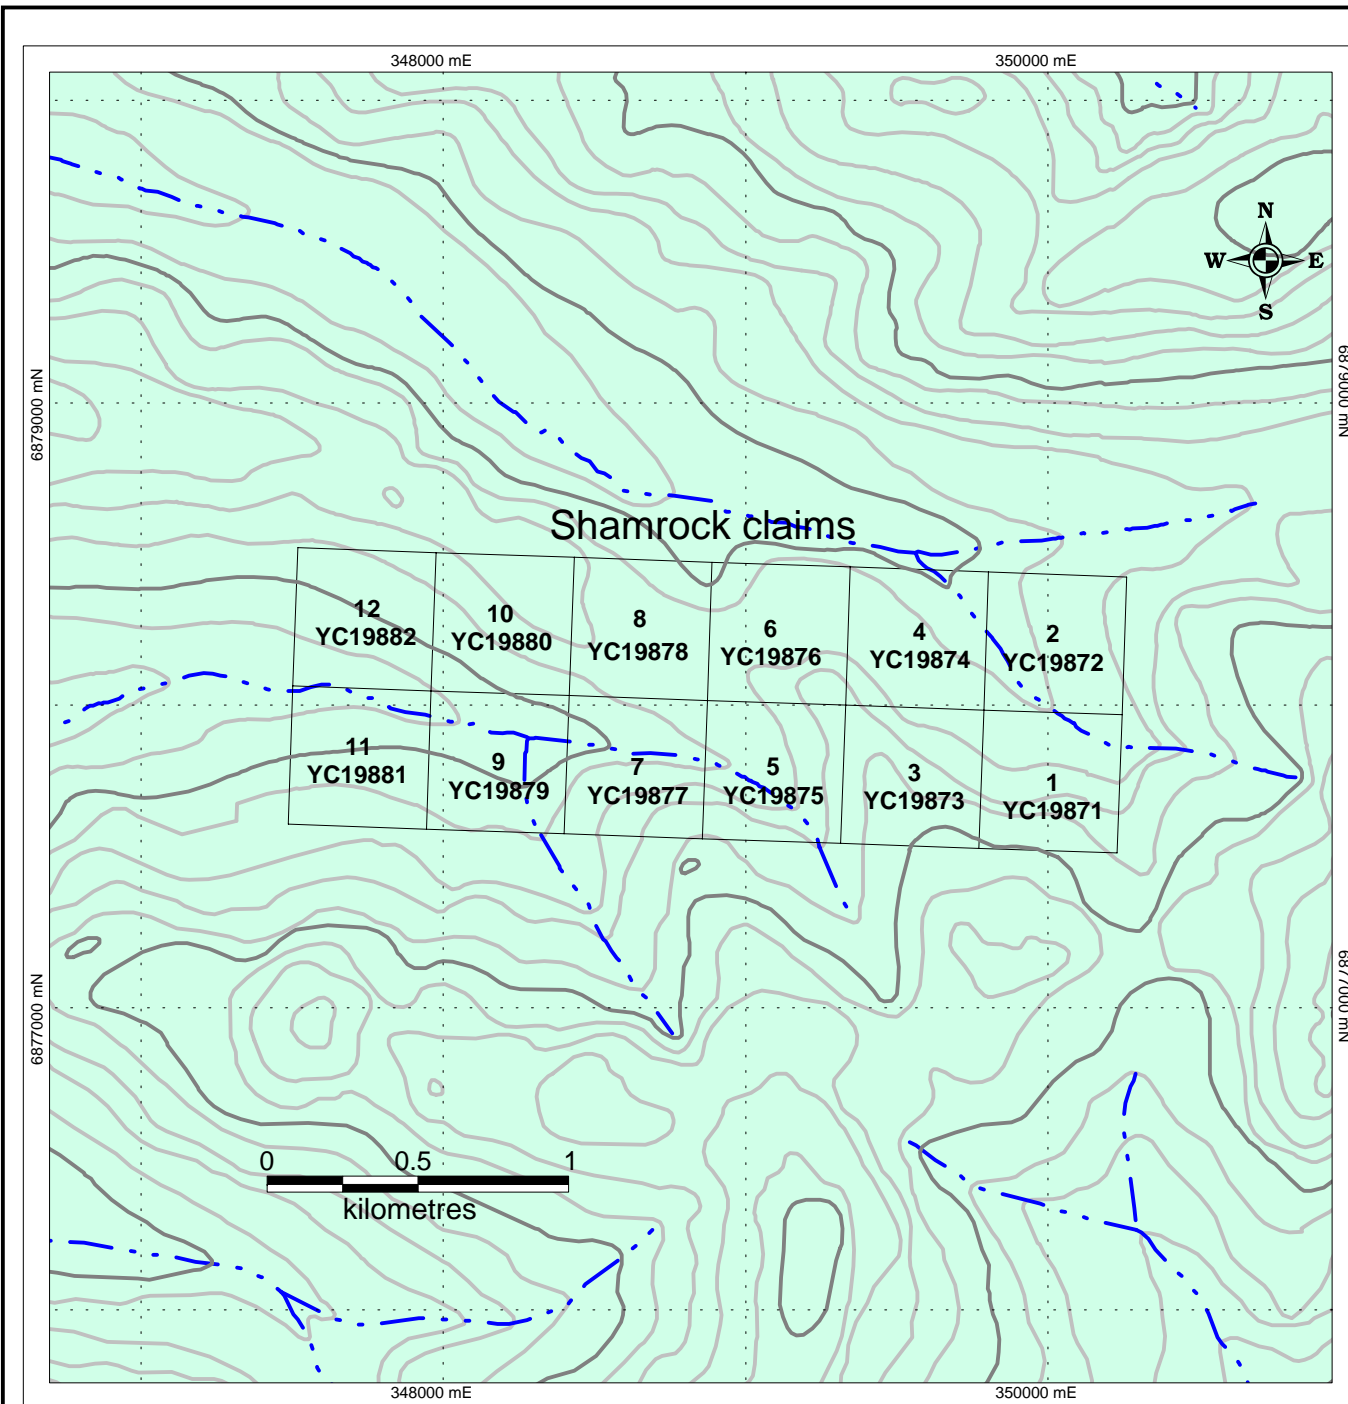 348000 mE
350000 mE
N
W
E
S
6879000 mN
6879000 mN
Shamrock claims
12
YC19882
10
YC19880
8
YC19878
6
YC19876
4
YC19874
2
YC19872
11
YC19881
9
YC19879
7
YC19877
5
YC19875
3
YC19873
1
YC19871
6877000 mN
6877000 mN
0 0.5 1
kilometres
348000 mE
350000 mE